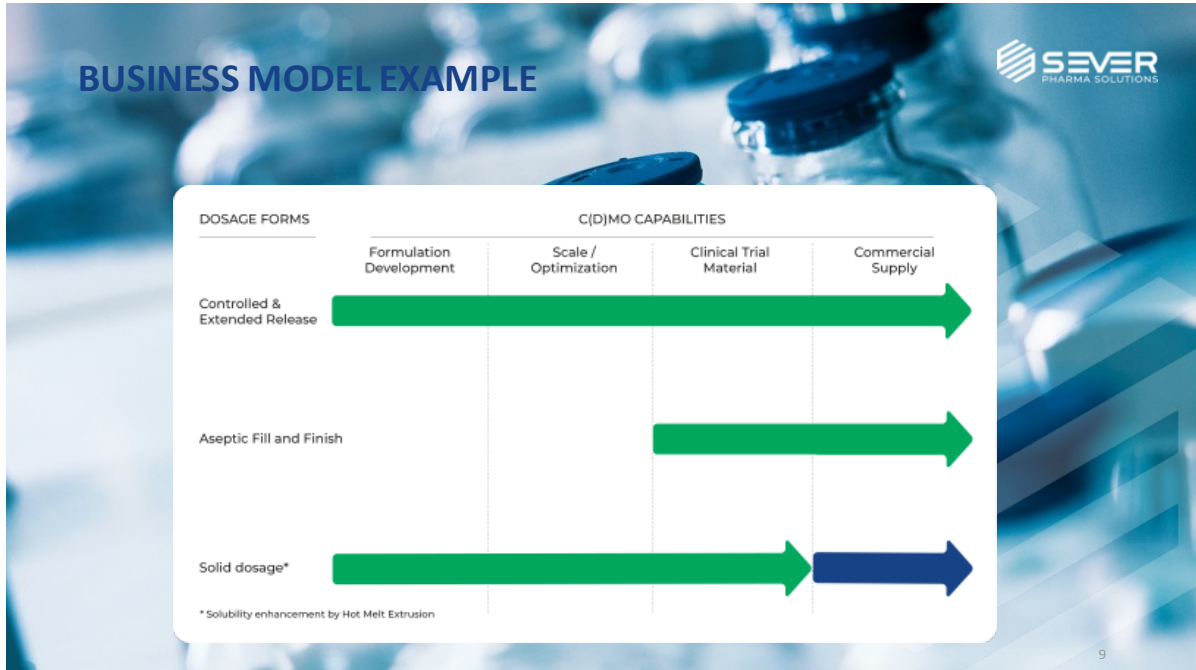 BUSINESS MODEL EXAMPLE
SEVER
PHARMA SOLUTIONS
DOSAGE FORMS
C(D)MO CAPABILITIES
Formulation
Development
Scale /
Optimization
Clinical Trial
Material
Commercial
Supply
Controlled &
Extended Release
Aseptic Fill and Finish
Solid dosage*
* Solubility enhancement by Hot Melt Extrusion
9